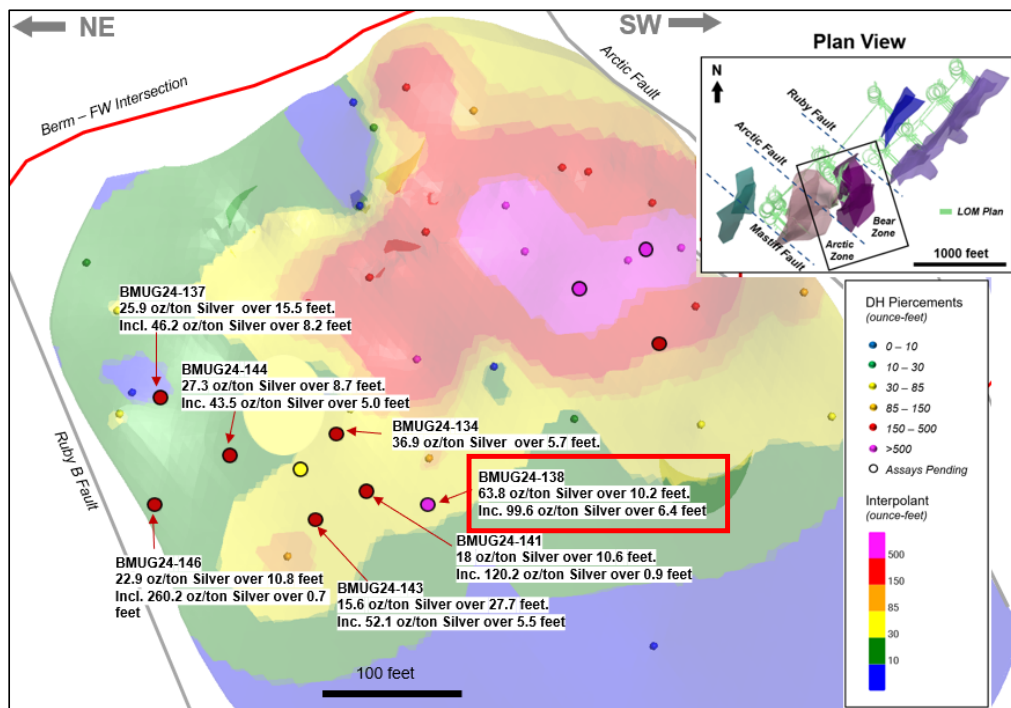 NE
SW
Berm – FW Intersection
Arctic Fault
Plan View
N
Ruby Fault
Arctic Fault
Mastiff Fault
Bear
Zone
Arctic
Zone
LOM Plan
1000 feet
BMUG24-137
25.9 oz/ton Silver over 15.5 feet.
Incl. 46.2 oz/ton Silver over 8.2 feet
BMUG24-144
27.3 oz/ton Silver over 8.7 feet.
Inc. 43.5 oz/ton Silver over 5.0 feet
BMUG24-134
36.9 oz/ton Silver over 5.7 feet.
BMUG24-138
63.8 oz/ton Silver over 10.2 feet.
Inc. 99.6 oz/ton Silver over 6.4 feet
Ruby B Fault
BMUG24-141
18 oz/ton Silver over 10.6 feet.
Inc. 120.2 oz/ton Silver over 0.9 feet
BMUG24-146
22.9 oz/ton Silver over 10.8 feet
Incl. 260.2 oz/ton Silver over 0.7
feet
BMUG24-143
15.6 oz/ton Silver over 27.7 feet.
Inc. 52.1 oz/ton Silver over 5.5 feet
100 feet
DH Piercements
(ounce-feet)
0 – 10
10 – 30
30 – 85
85 – 150
150 – 500
>500
Assays Pending
Interpolant
(ounce-feet)
500
150
85
30
10